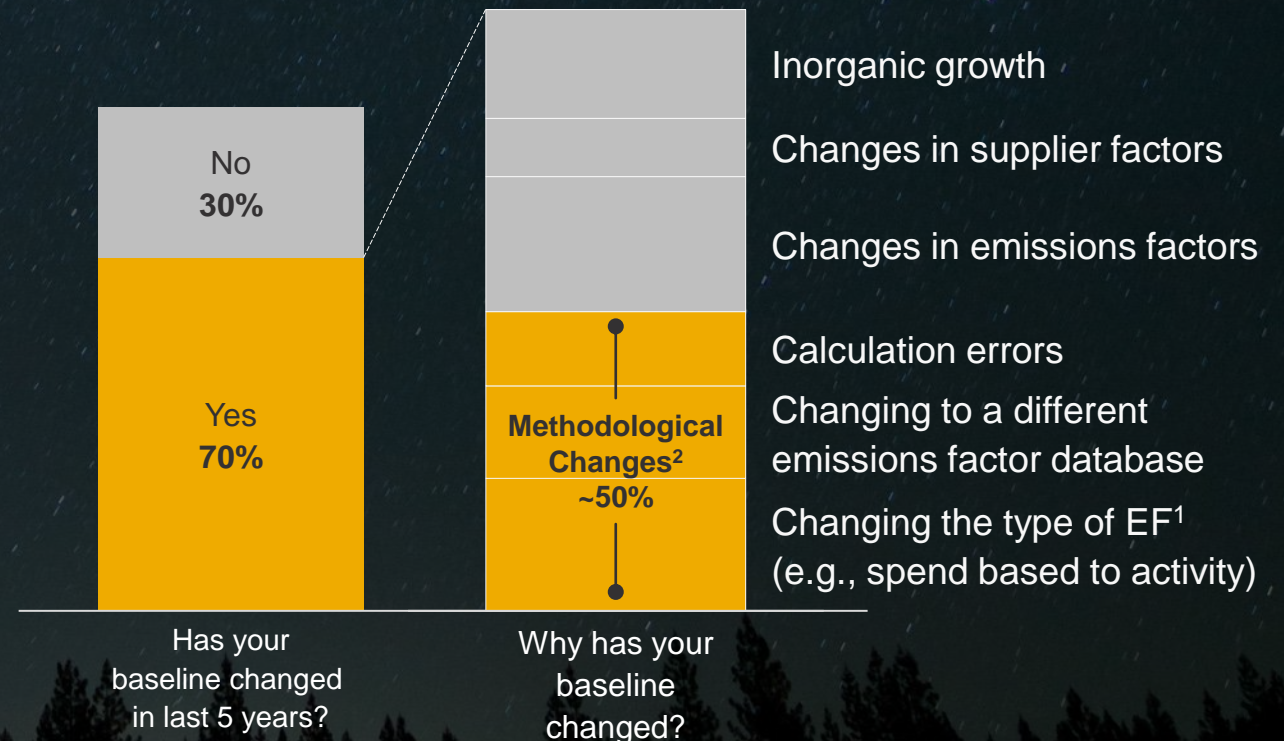 No
30%
Yes
70%
Has your
baseline changed
in last 5 years?
Methodological
Changes²
~50%
Why has your
baseline
changed?
Inorganic growth
Changes in supplier factors
Changes in emissions factors
Calculation errors
Changing to a different
emissions factor database
Changing the type of EF¹
(e.g., spend based to activity)